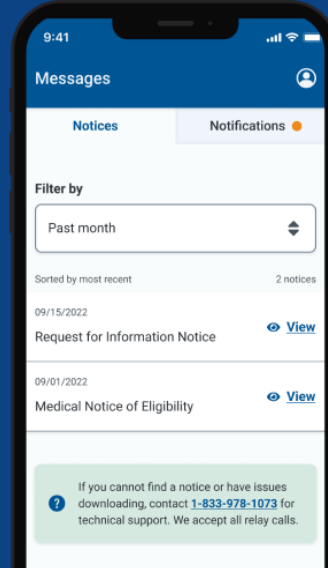 9:41
Messages
Notices
Notifications
Filter by
Past month
Sorted by most recent
2 notices
09/15/2022
Request for Information Notice
View
09/01/2022
Medical Notice of Eligibility
View
If you cannot find a notice or have issues
downloading, contact 1-833-978-1073 for
technical support. We accept all relay calls.